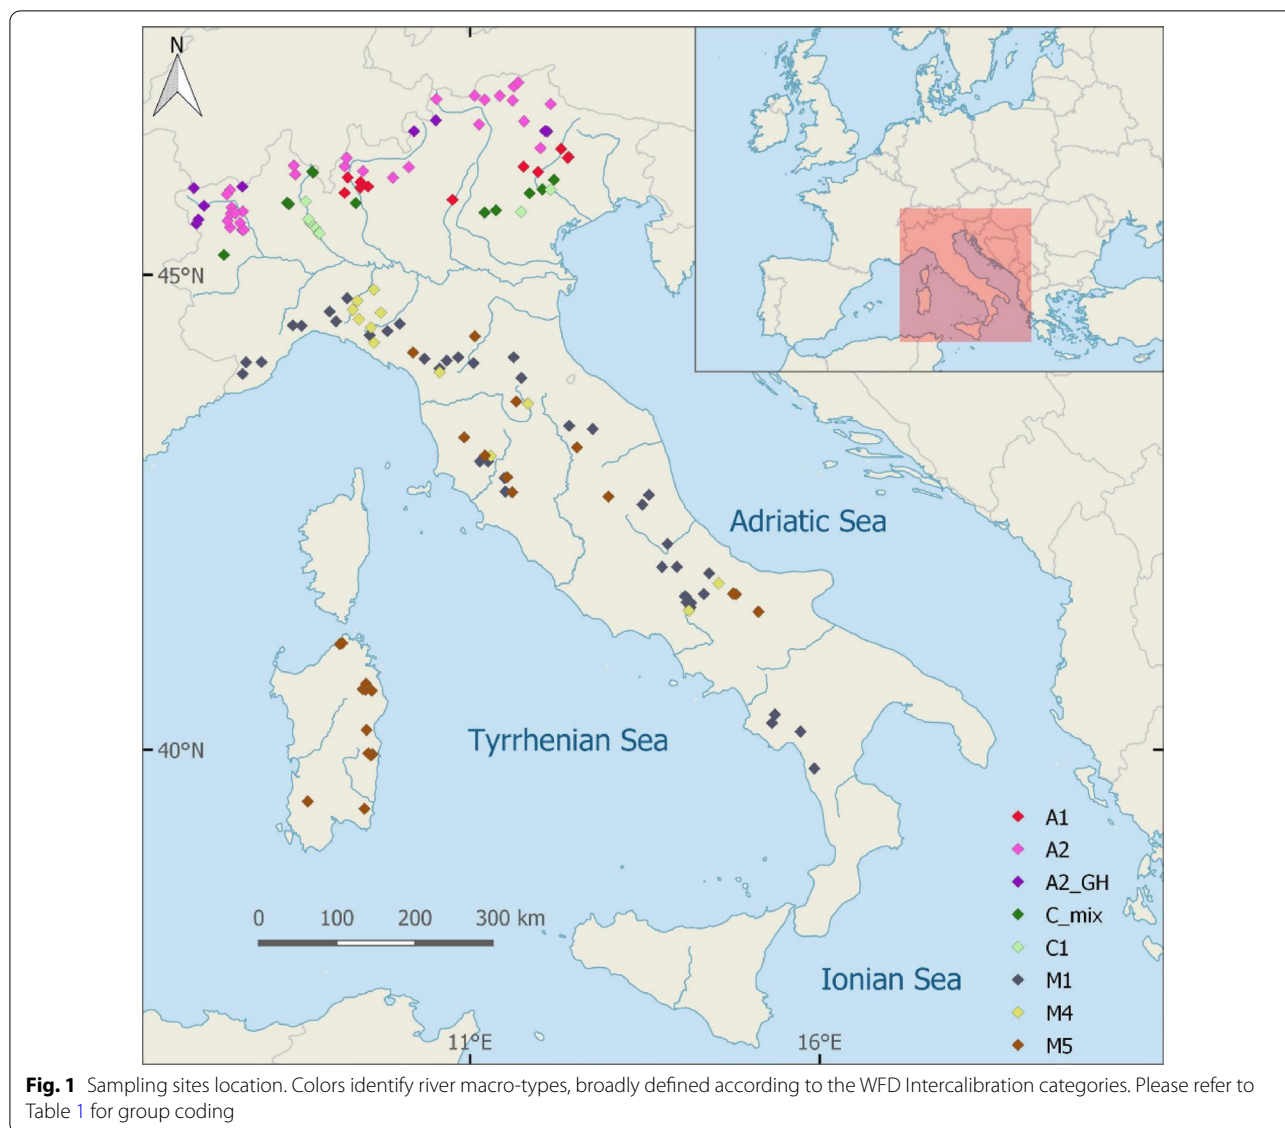 N
45°N
Adriatic Sea
Tyrrhenian Sea
40°N
A1
A2
A2_GH
C_mix
C1
M1
M4
M5
0 100 200 300 km
Ionian Sea
11°E 16°E
Fig. 1 Sampling sites location. Colors identify river macro-types, broadly defined according to the WFD Intercalibration categories. Please refer to
Table 1 for group coding